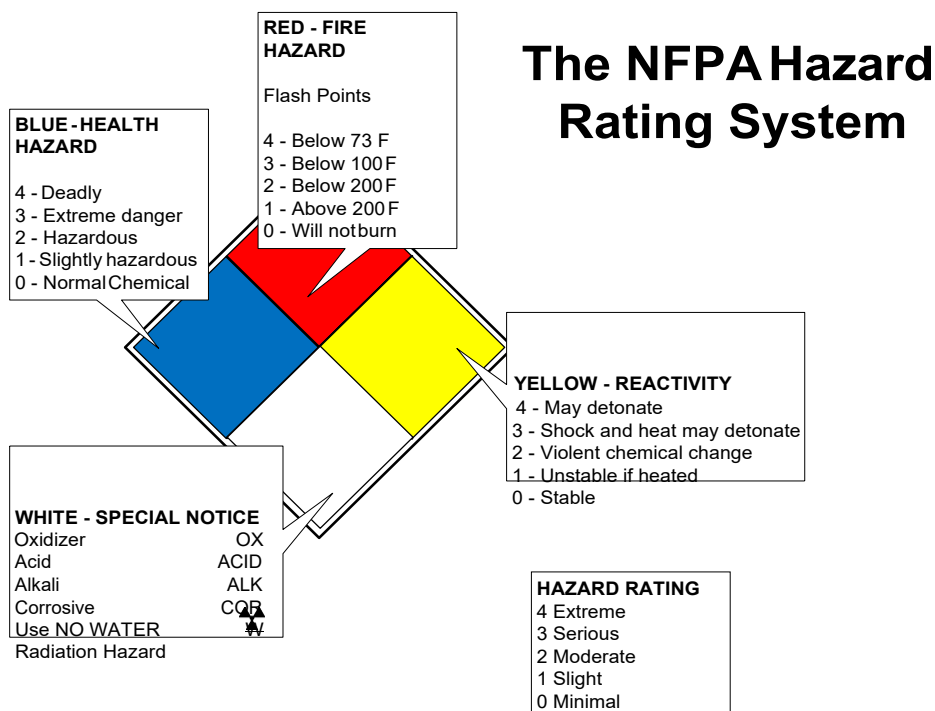 The NFPA Hazard
Rating System
RED - FIRE
HAZARD
Flash Points
4 - Below 73 F
3 - Below 100 F
2 - Below 200 F
1 - Above 200 F
0 - Will not burn
BLUE - HEALTH
HAZARD
4 - Deadly
3 - Extreme danger
2 - Hazardous
1 - Slightly hazardous
0 - Normal Chemical
YELLOW - REACTIVITY
4 - May detonate
3 - Shock and heat may detonate
2 - Violent chemical change
1 - Unstable if heated
0 - Stable
WHITE - SPECIAL NOTICE
Oxidizer OX
Acid ACID
Alkali ALK
Corrosive COR
Use NO WATER W
Radiation Hazard
HAZARD RATING
4 Extreme
3 Serious
2 Moderate
1 Slight
0 Minimal